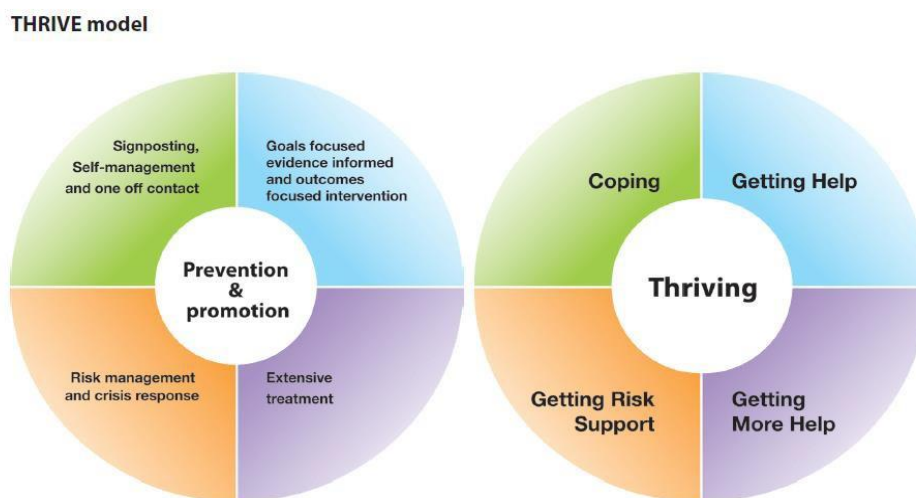 THRIVE model
Signposting,
Self-management
and one off contact
Goals focused
evidence informed
and outcomes
focused intervention
Prevention
&
promotion
Risk management
and crisis response
Extensive
treatment
Coping
Getting Help
Thriving
Getting Risk
Support
Getting
More Help